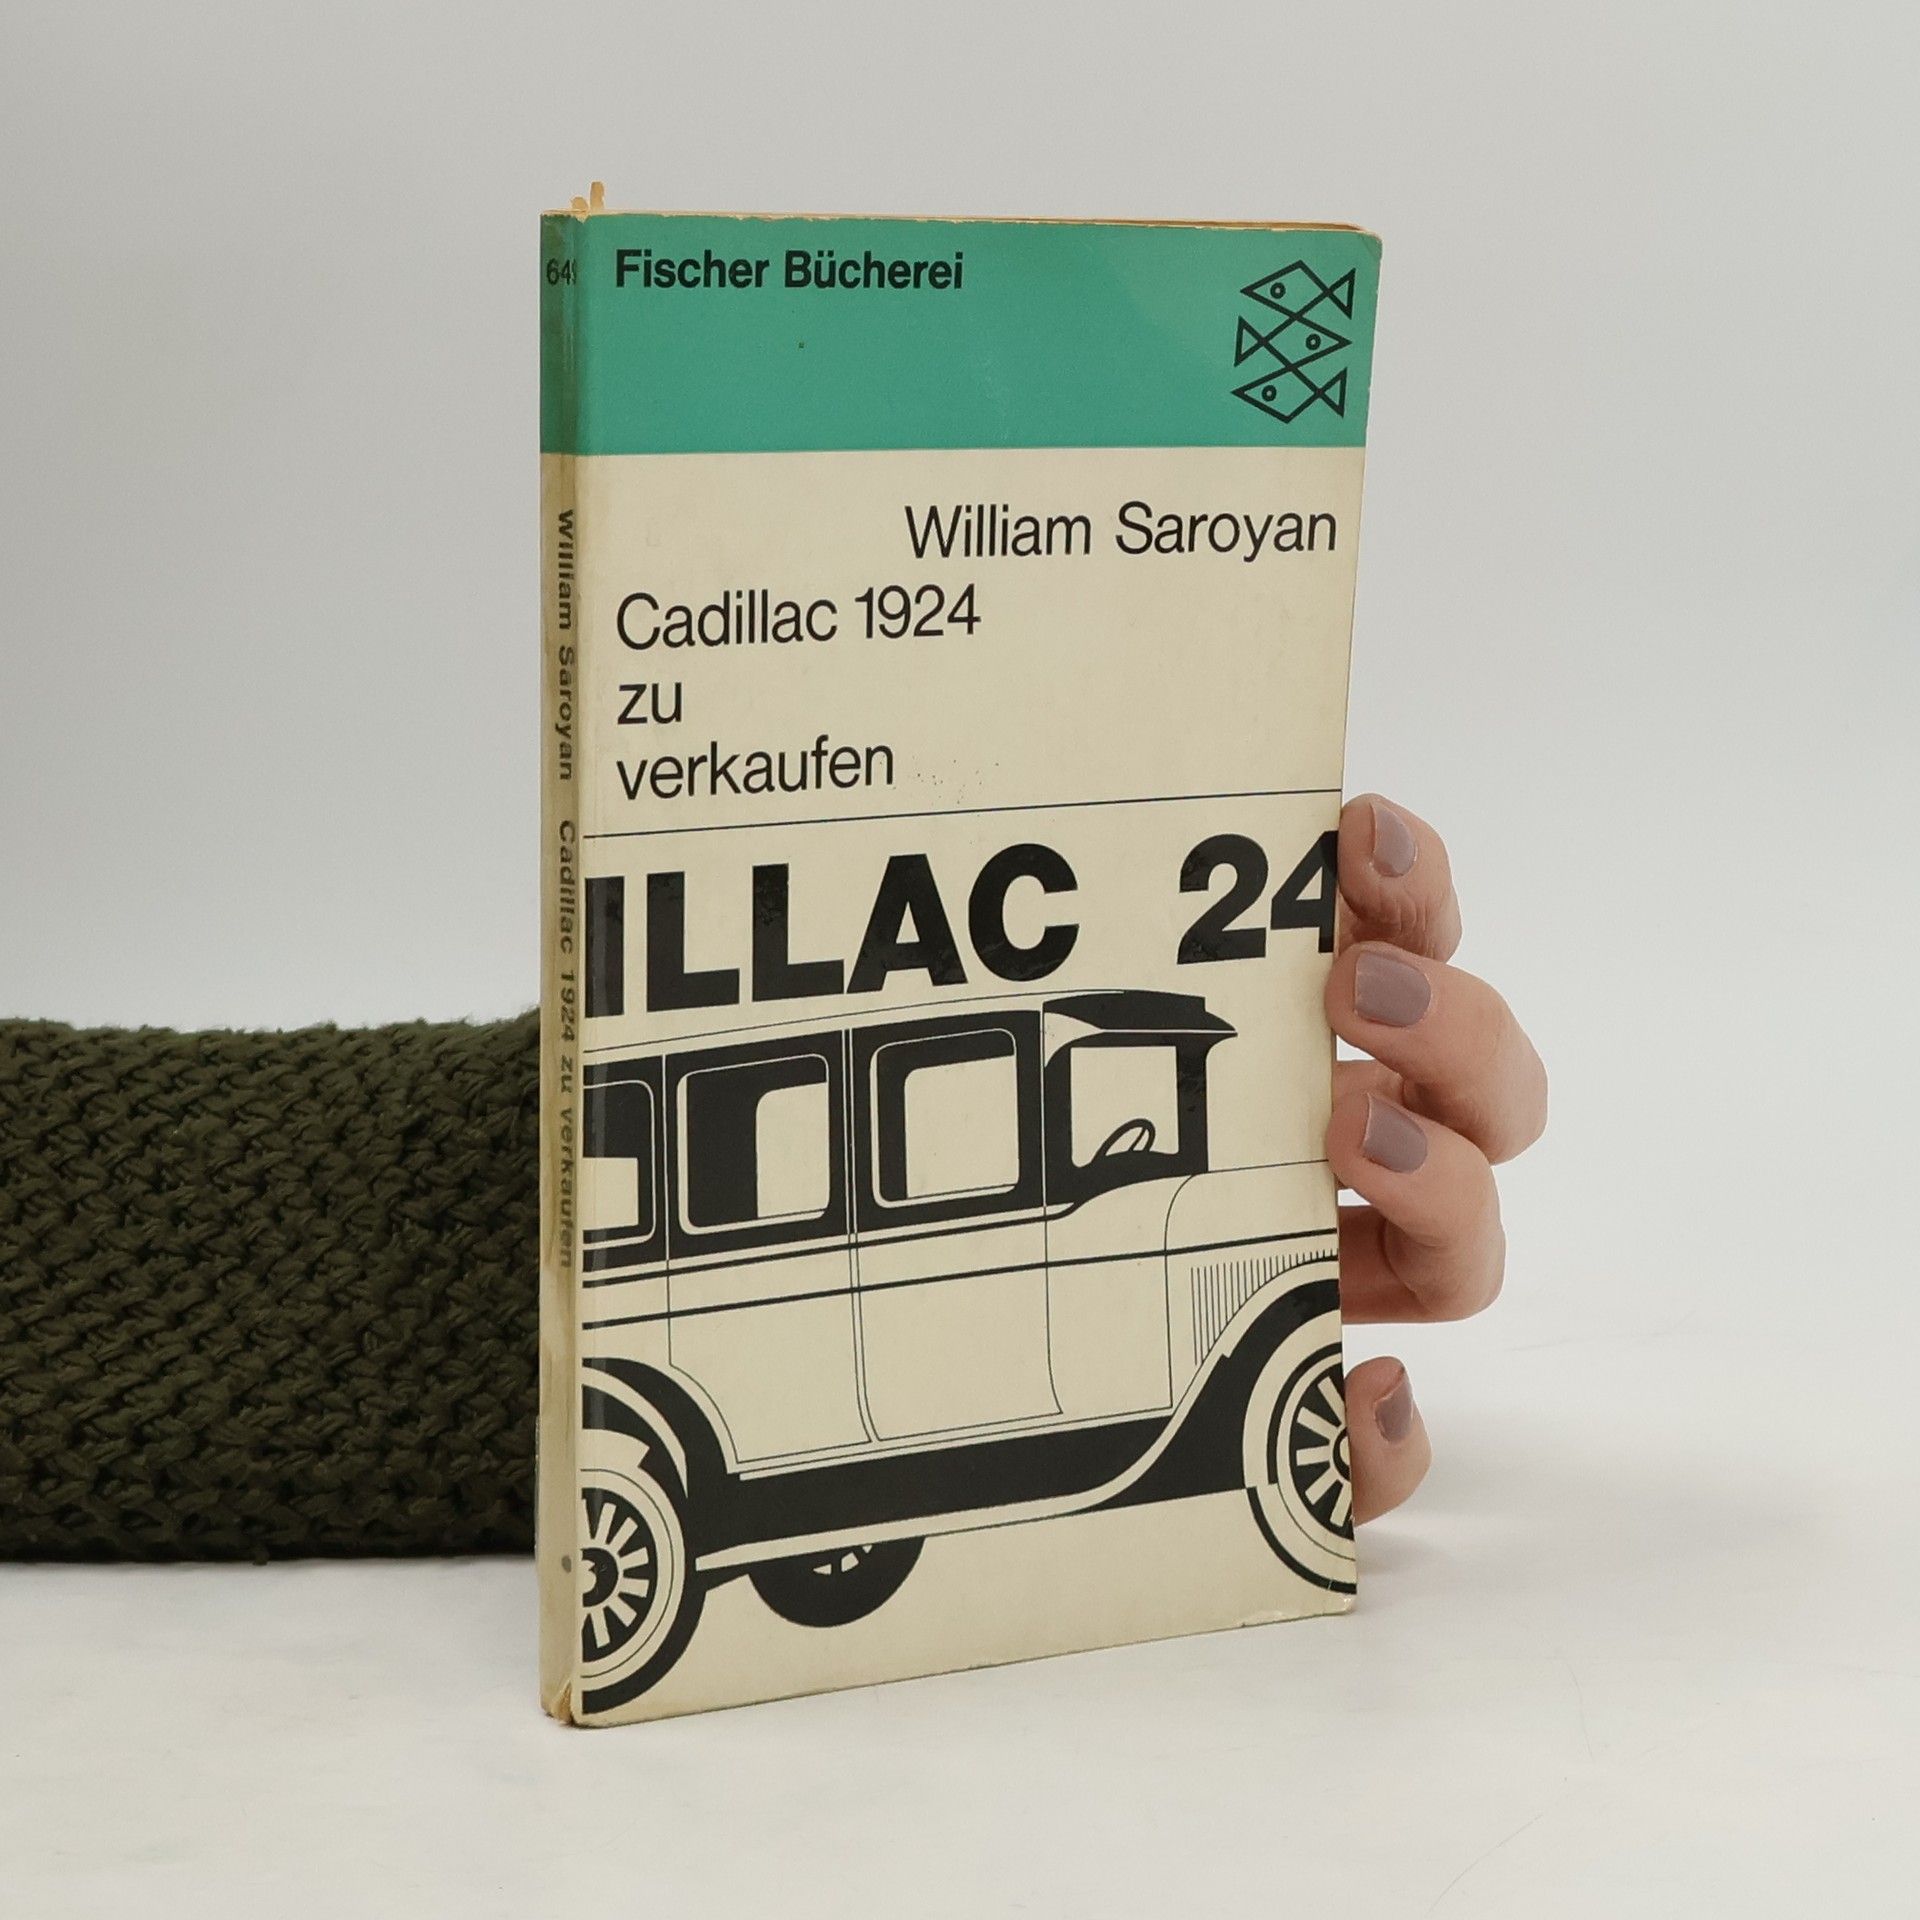 Fischer Bücherei
William Saroyan
Cadillac 1924
zu
verkaufen
ILLAC 24
William Saroyan Cadillac 1924 zu verkaufen